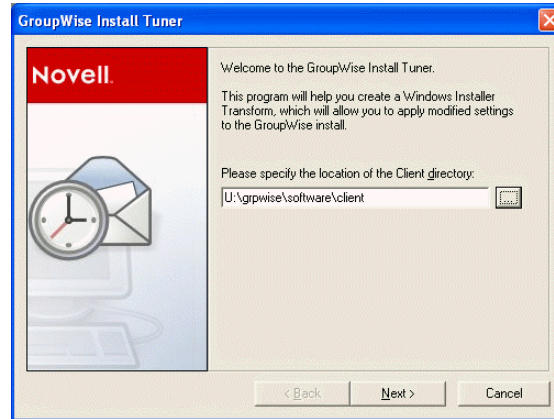 GroupWise Install Tuner
Novell.
Welcome to the GroupWise Install Tuner.
This program will help you create a Windows Installer
Transform, which will allow you to apply modified settings
to the GroupWise install.
Please specify the location of the Client directory:
U:\grpwise\software\client
...
< Back
Next >
Cancel